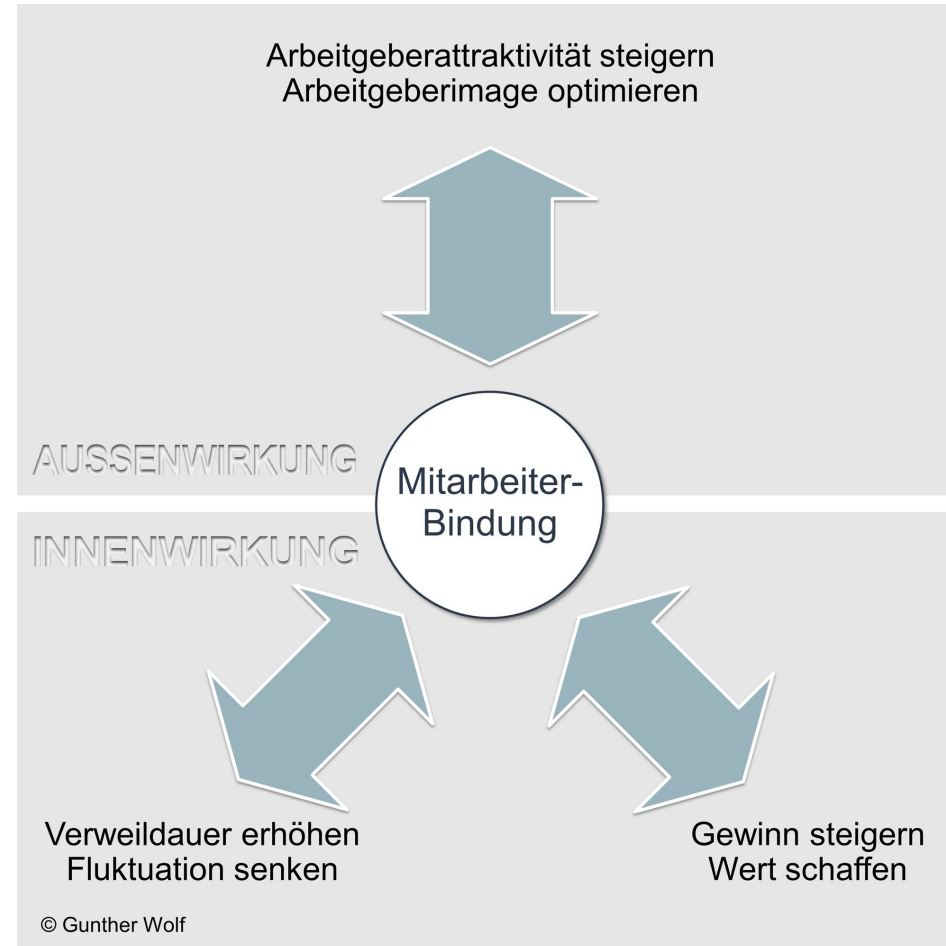 Arbeitgeberattraktivität steigern
Arbeitgeberimage optimieren
AUSSENWIRKUNG
Mitarbeiter-
Bindung
INNENWIRKUNG
Verweildauer erhöhen
Fluktuation senken
Gewinn steigern
Wert schaffen
© Gunther Wolf